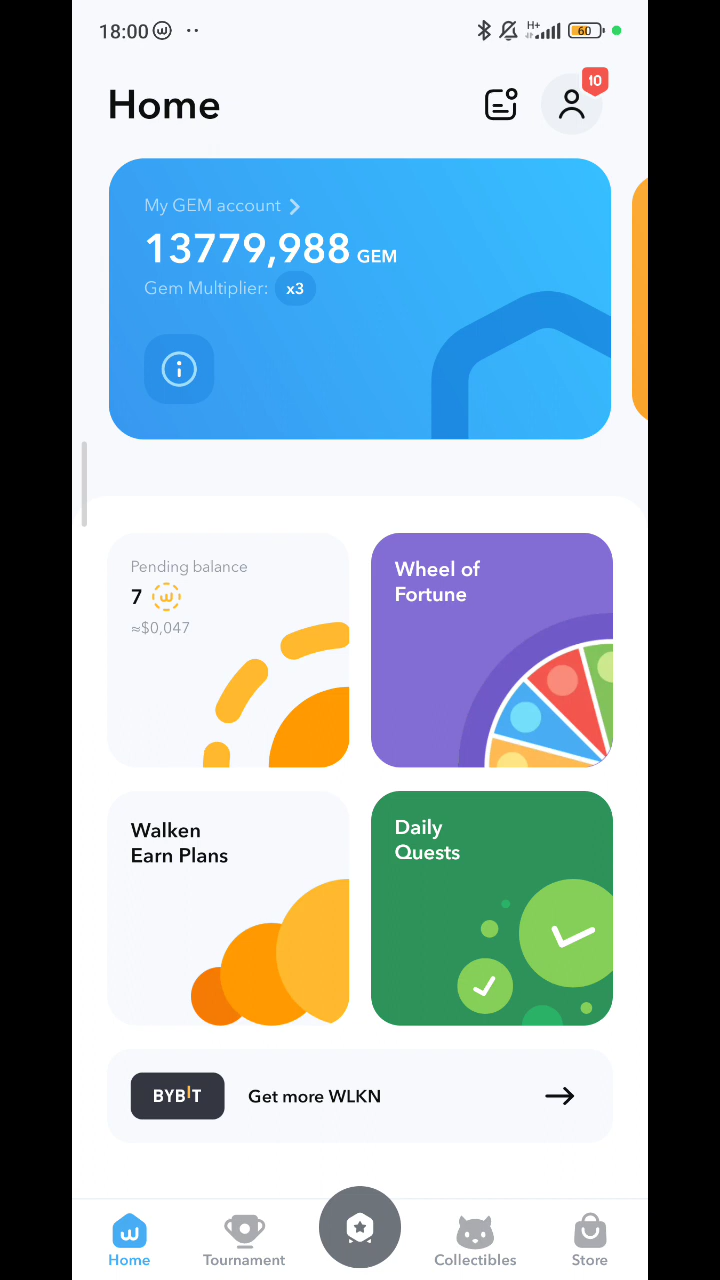 18:00
H+
60
Home
10
My GEM account
13779,988 GEM
Gem Multiplier: x3
Pending balance
7
≈$0,047
Wheel of
Fortune
Walken
Earn Plans
Daily
Quests
BYBIT Get more WLKN
Home Tournament Collectibles Store